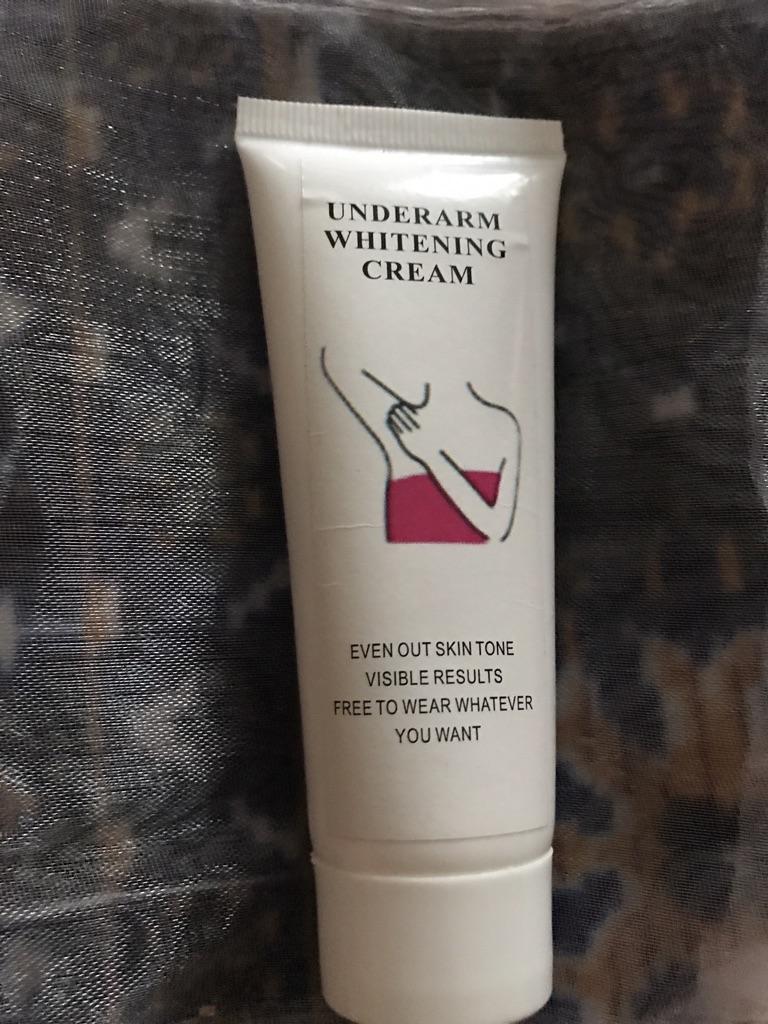 UNDERARM
WHITENING
CREAM
EVEN OUT SKIN TONE
VISIBLE RESULTS
FREE TO WEAR WHATEVER
YOU WANT